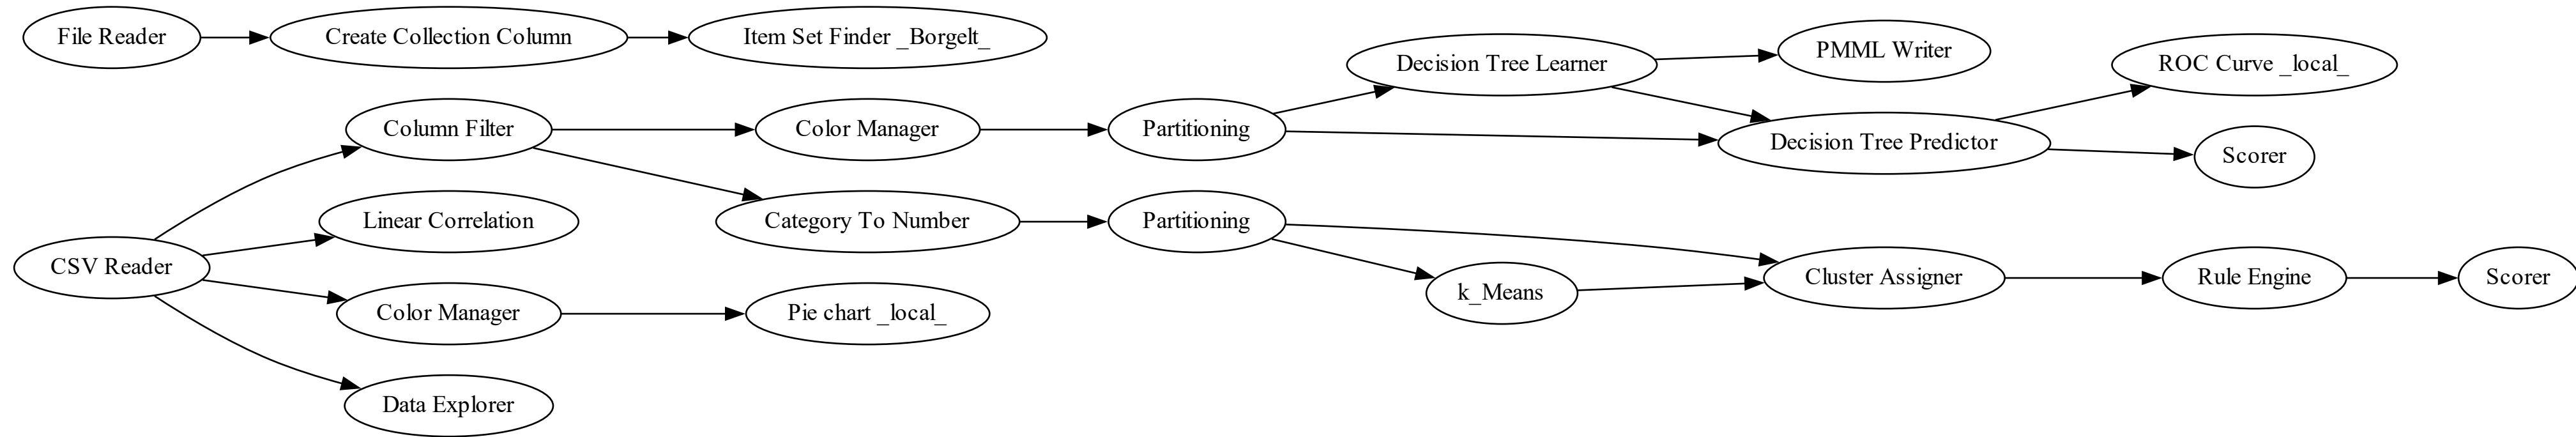 File Reader
Create Collection Column
Item Set Finder _Borgelt_
Decision Tree Learner
PMML Writer
ROC Curve _local_
Column Filter
Color Manager
Partitioning
Decision Tree Predictor
Scorer
CSV Reader
Linear Correlation
Category To Number
Partitioning
k_Means
Cluster Assigner
Rule Engine
Scorer
Color Manager
Pie chart _local_
Data Explorer